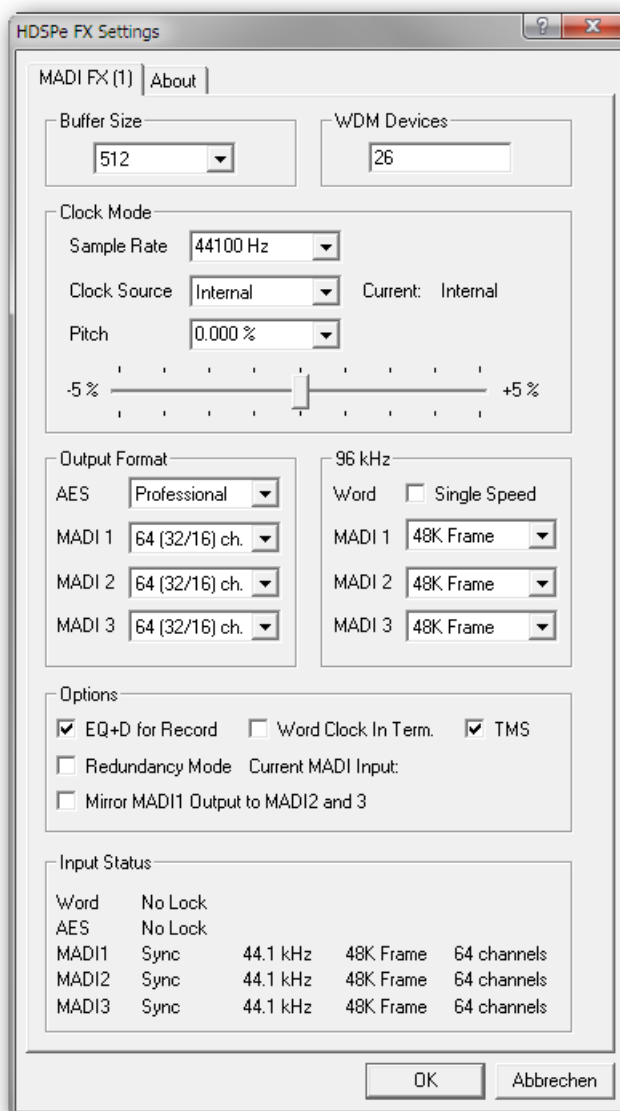 HDSPe FX Settings
MADI FX (1) About
Buffer Size
512
WDM Devices
26
Clock Mode
Sample Rate 44100 Hz
Clock Source Internal Current: Internal
Pitch 0.000 %
-5 % +5 %
Output Format
AES Professional
MADI 1 64 (32/16) ch.
MADI 2 64 (32/16) ch.
MADI 3 64 (32/16) ch.
96 kHz
Word Single Speed
MADI 1 48K Frame
MADI 2 48K Frame
MADI 3 48K Frame
Options
EQ+D for Record Word Clock In Term. TMS
Redundancy Mode Current MADI Input:
Mirror MADI1 Output to MADI2 and 3
Input Status
Word No Lock
AES No Lock
MADI1 Sync 44.1 kHz 48K Frame 64 channels
MADI2 Sync 44.1 kHz 48K Frame 64 channels
MADI3 Sync 44.1 kHz 48K Frame 64 channels
OK Abbrechen